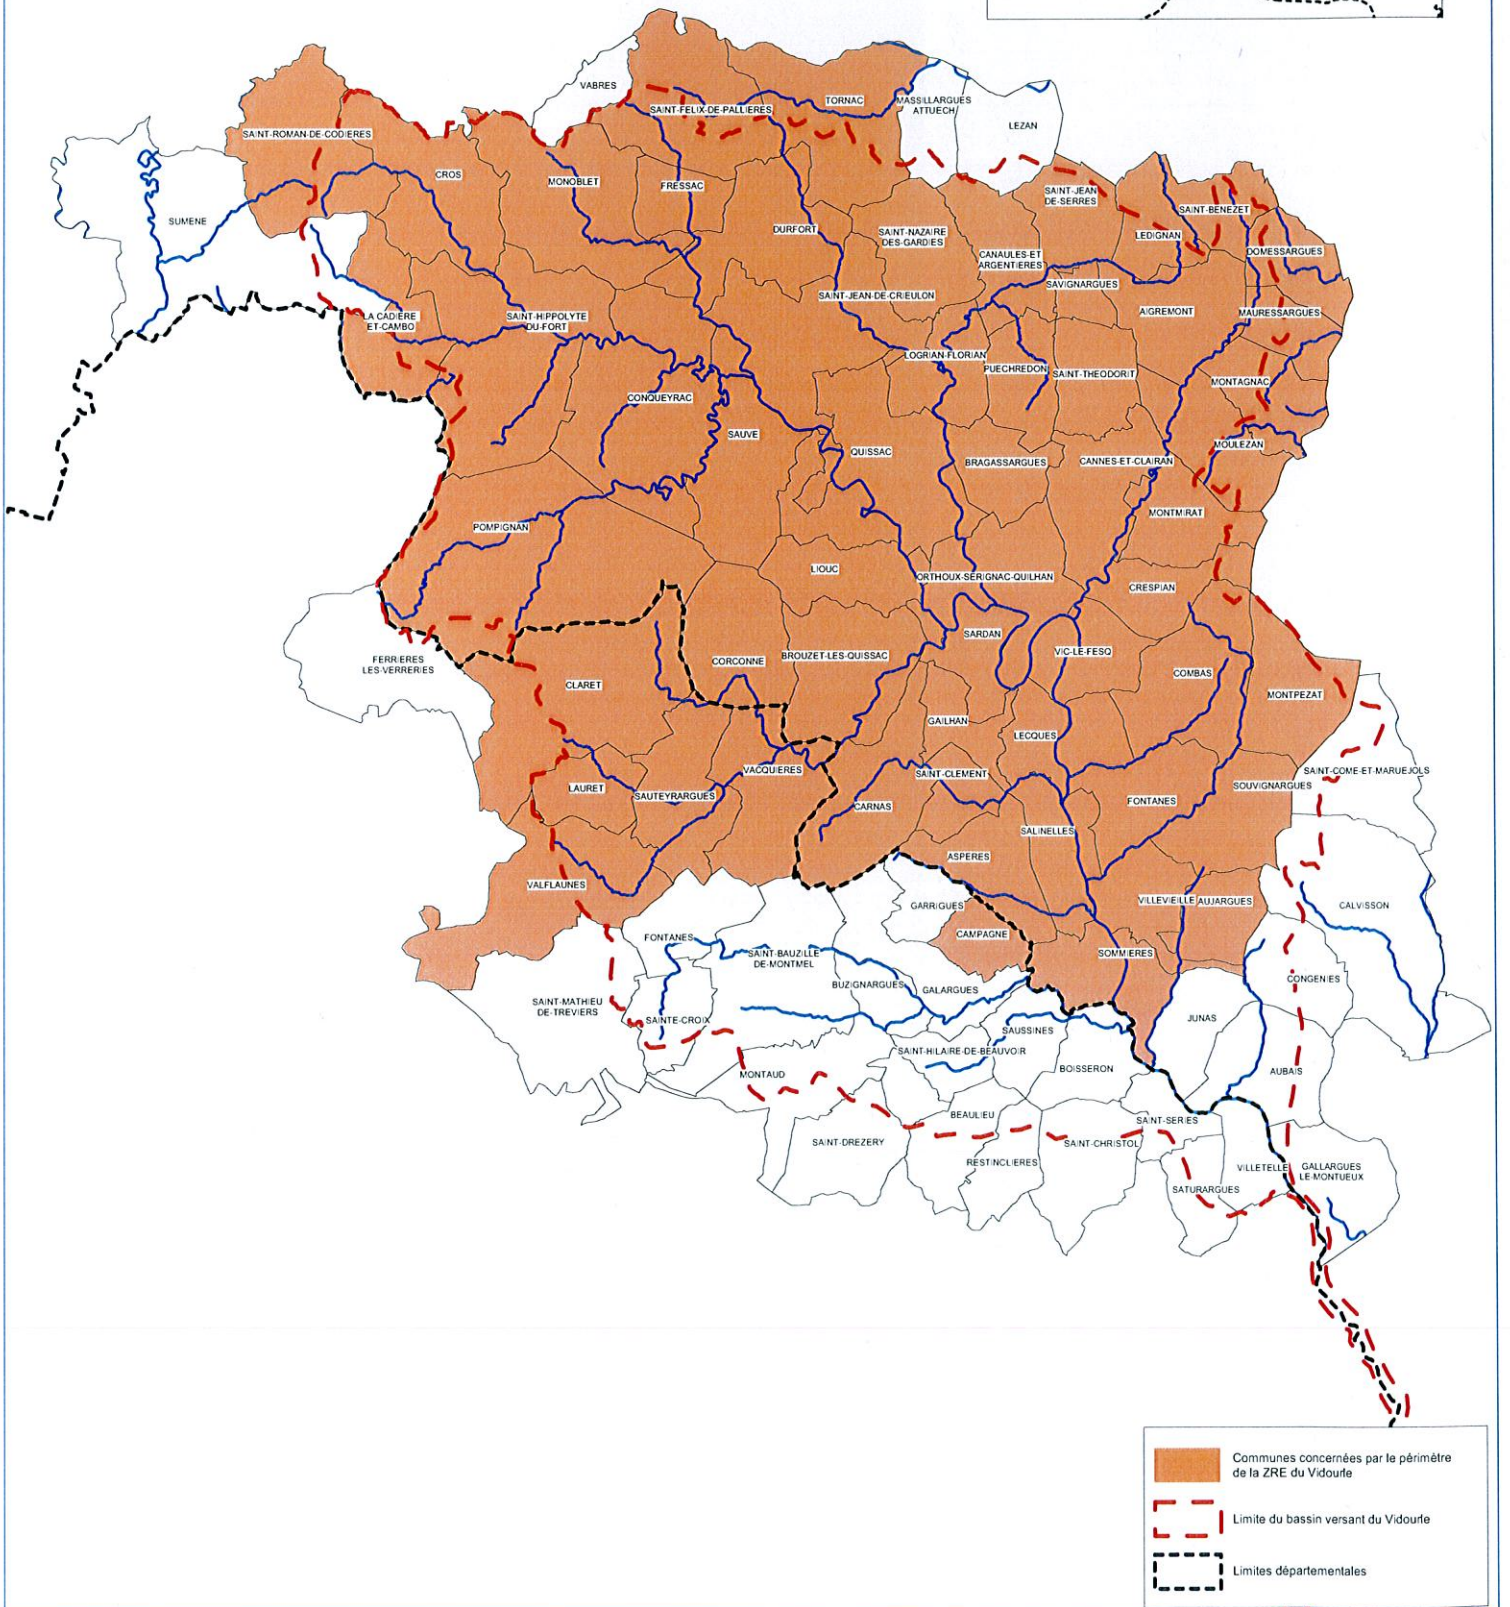 VABRES
SAINT-FELIX-DE-PALLIERES
TORNAC
MASSILLARGUES
ATTUECH
LEZAN
SAINT-ROMAN-DE-CODIERES
CROS
MONOBLET
FRESSAC
SAINT-JEAN
DE-SERRES
SAINT-BENEZET
SUMENE
DURFORT
SAINT-NAZAIRE
DES-GARDIES
LEDIGNAN
DOMESSARGUES
CANAULES-ET
ARGENTIERES
SAVIGNARGUES
SAINT-JEAN-DE-CRIEULON
AIGREMONT
MAURESSARGUES
LA CADIERE
ET-CAMBO
SAINT-HIPPOLYTE
DU-FORT
LOGRIAN-FLORIAN
PUECHREDON
SAINT-THEODORIT
MONTAGNAC
CONQUEYRAC
SAUVE
QUISSAC
BRAGASSARGUES
CANNES-ET-CLAIRAN
MOULEZAN
POMPIGNAN
MONTMIRAT
LIOUC
ORTHOUX-SERIGNAC-QUILHAN
CRESPIAN
SARDAN
VIC-LE-FESQ
FERRIERES
LES-VERRERIES
CORCONNE
BROUZET-LES-QUISSAC
COMBAS
CLARET
MONTPEZAT
GAILHAN
LECQUES
VACQUIERES
SAINT-CLEMENT
SAINT-COME-ET-MARUEJOLS
LAURET
SAUTEYRARGUES
CARNAS
FONTANES
SOUVIGNARGUES
SALINELLES
ASPERES
VALFLAUNES
VILLEVIEILLE
AUJARGUES
GARRIGUES
CALVISSON
CAMPAGNE
FONTANES
SAINT-BAUZILLE
DE-MONTMEL
SOMMIERES
BUZIGNARGUES
GALARGUES
CONGENIES
SAINT-MATHIEU
DE-TREVIERS
SAINTE-CROIX
SAUSSINES
JUNAS
SAINT-HILAIRE-DE-BEAUVOIR
BOISSERON
AUBAIS
MONTAUD
BEAULIEU
SAINT-SERIES
SAINT-DREZERY
SAINT-CHRISTOL
RESTINCLIERES
VILLETELLE
GALLARGUES
LE-MONTUEUX
SATURARGUES
Communes concernées par le périmètre
de la ZRE du Vidourle
Limite du bassin versant du Vidourle
Limites départementales